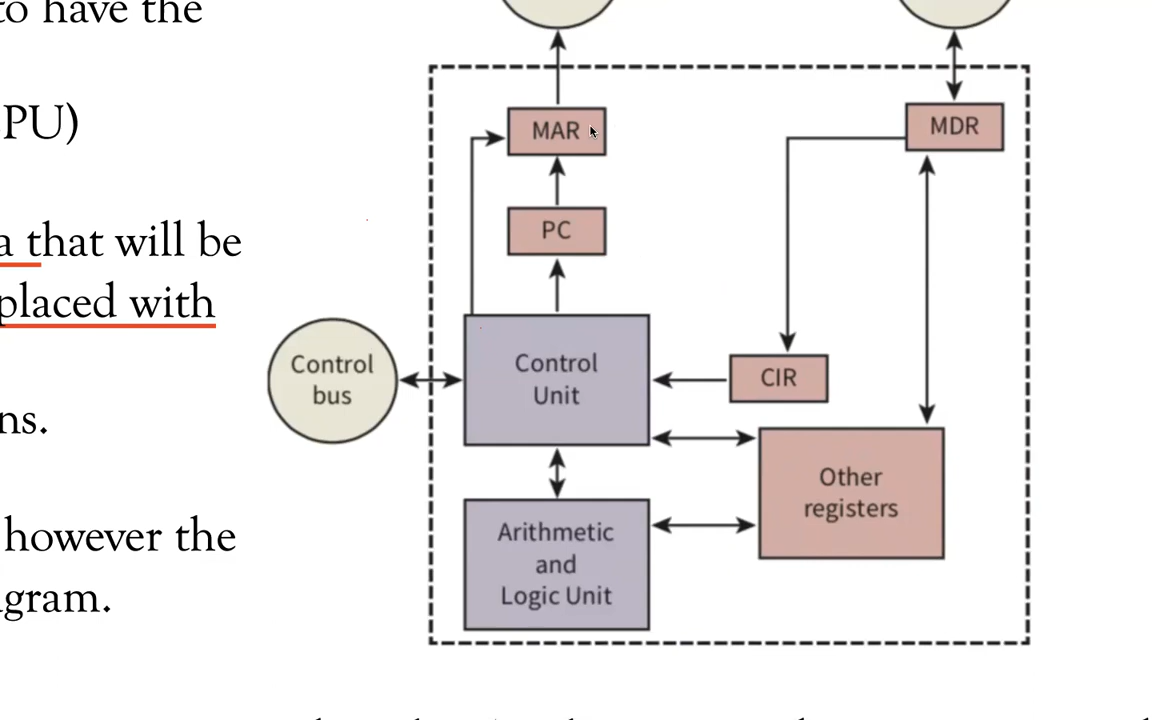 to have the
PU)
a that will be
placed with
ns.
however the
gram.
MAR
MDR
PC
Control
bus
Control
Unit
CIR
Other
registers
Arithmetic
and
Logic Unit